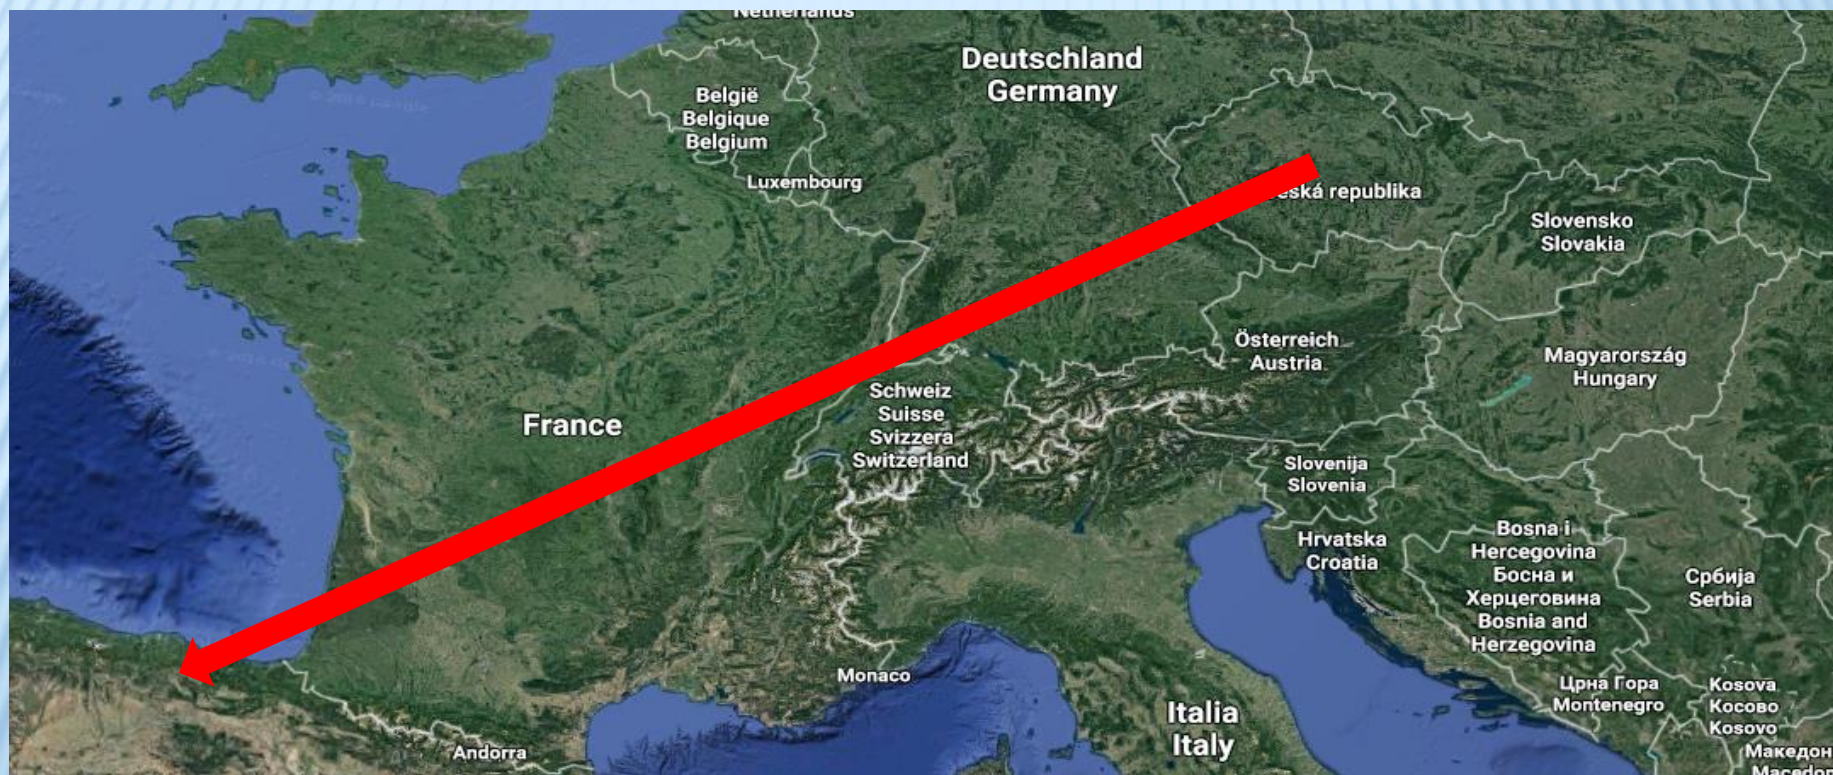 Netherlands
Deutschland
Germany
België
Belgique
Belgium
Luxembourg
eská republika
Slovensko
Slovakia
Österreich
Austria
Magyarország
Hungary
Schweiz
Suisse
Svizzera
Switzerland
France
Slovenija
Slovenia
Hrvatska
Croatia
Bosna i
Hercegovina
Босна и
Херцеговина
Bosnia and
Herzegovina
Србија
Serbia
Monaco
Црна Гора
Montenegro
Kosova
Косово
Kosovo
Italia
Italy
Andorra
Македон
Macedon